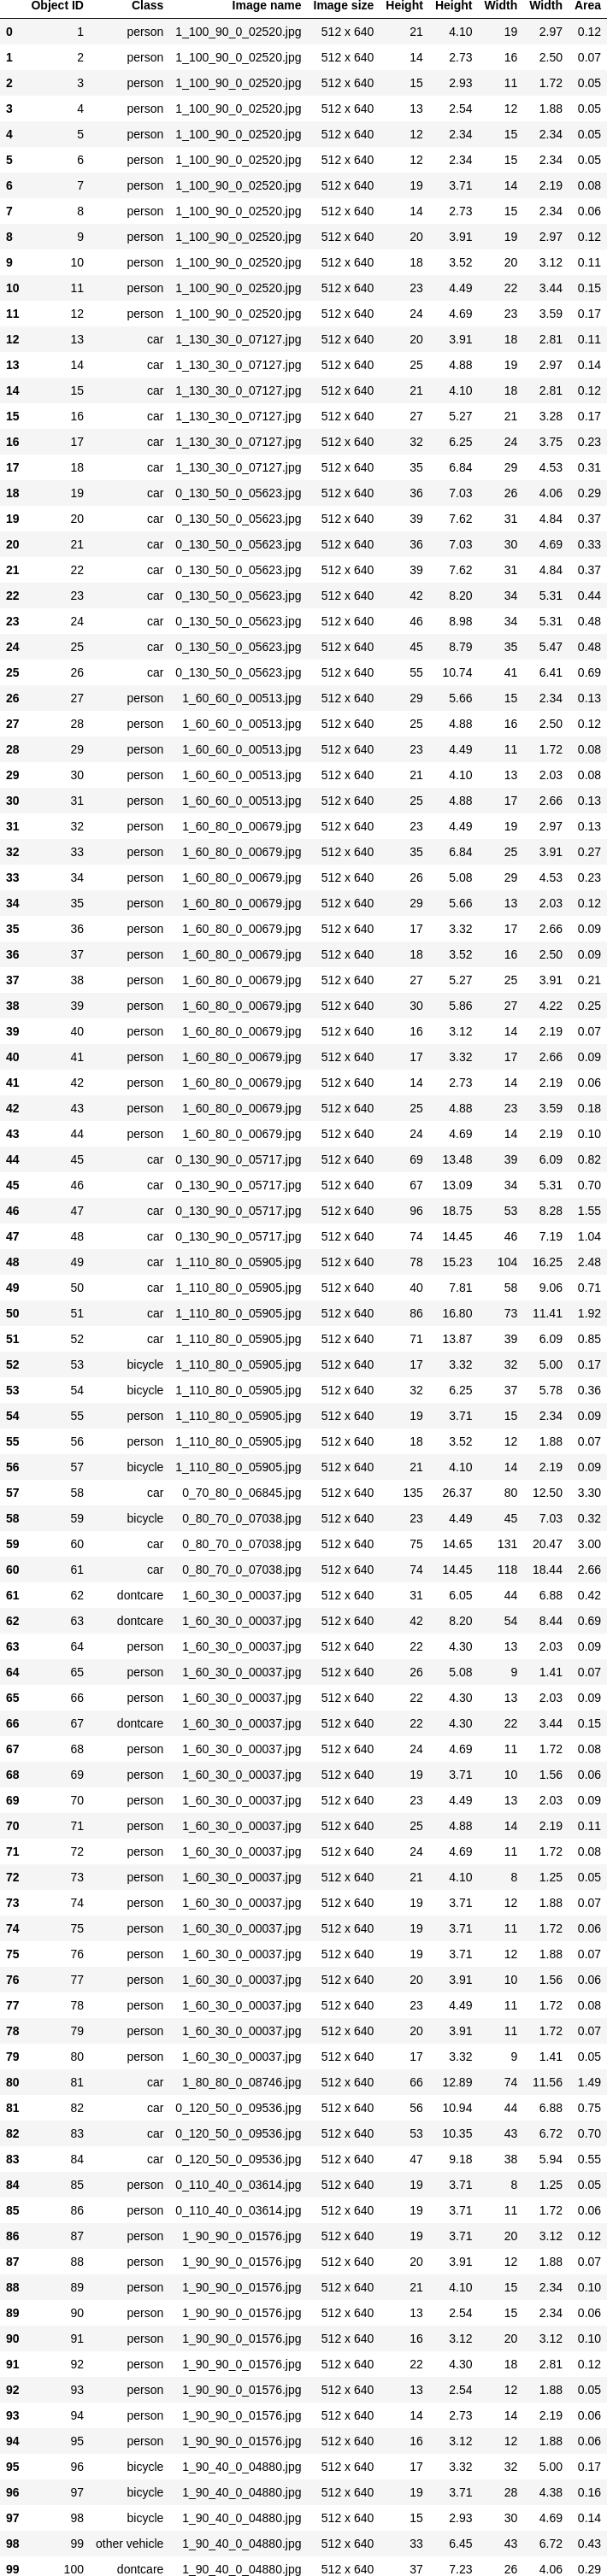 Object ID Class Image name Image size Height Height Width Width Area
0 1 person 1_100_90_0_02520.jpg 512 x 640 21 4.10 19 2.97 0.12
1 2 person 1_100_90_0_02520.jpg 512 x 640 14 2.73 16 2.50 0.07
2 3 person 1_100_90_0_02520.jpg 512 x 640 15 2.93 11 1.72 0.05
3 4 person 1_100_90_0_02520.jpg 512 x 640 13 2.54 12 1.88 0.05
4 5 person 1_100_90_0_02520.jpg 512 x 640 12 2.34 15 2.34 0.05
5 6 person 1_100_90_0_02520.jpg 512 x 640 12 2.34 15 2.34 0.05
6 7 person 1_100_90_0_02520.jpg 512 x 640 19 3.71 14 2.19 0.08
7 8 person 1_100_90_0_02520.jpg 512 x 640 14 2.73 15 2.34 0.06
8 9 person 1_100_90_0_02520.jpg 512 x 640 20 3.91 19 2.97 0.12
9 10 person 1_100_90_0_02520.jpg 512 x 640 18 3.52 20 3.12 0.11
10 11 person 1_100_90_0_02520.jpg 512 x 640 23 4.49 22 3.44 0.15
11 12 person 1_100_90_0_02520.jpg 512 x 640 24 4.69 23 3.59 0.17
12 13 car 1_130_30_0_07127.jpg 512 x 640 20 3.91 18 2.81 0.11
13 14 car 1_130_30_0_07127.jpg 512 x 640 25 4.88 19 2.97 0.14
14 15 car 1_130_30_0_07127.jpg 512 x 640 21 4.10 18 2.81 0.12
15 16 car 1_130_30_0_07127.jpg 512 x 640 27 5.27 21 3.28 0.17
16 17 car 1_130_30_0_07127.jpg 512 x 640 32 6.25 24 3.75 0.23
17 18 car 1_130_30_0_07127.jpg 512 x 640 35 6.84 29 4.53 0.31
18 19 car 0_130_50_0_05623.jpg 512 x 640 36 7.03 26 4.06 0.29
19 20 car 0_130_50_0_05623.jpg 512 x 640 39 7.62 31 4.84 0.37
20 21 car 0_130_50_0_05623.jpg 512 x 640 36 7.03 30 4.69 0.33
21 22 car 0_130_50_0_05623.jpg 512 x 640 39 7.62 31 4.84 0.37
22 23 car 0_130_50_0_05623.jpg 512 x 640 42 8.20 34 5.31 0.44
23 24 car 0_130_50_0_05623.jpg 512 x 640 46 8.98 34 5.31 0.48
24 25 car 0_130_50_0_05623.jpg 512 x 640 45 8.79 35 5.47 0.48
25 26 car 0_130_50_0_05623.jpg 512 x 640 55 10.74 41 6.41 0.69
26 27 person 1_60_60_0_00513.jpg 512 x 640 29 5.66 15 2.34 0.13
27 28 person 1_60_60_0_00513.jpg 512 x 640 25 4.88 16 2.50 0.12
28 29 person 1_60_60_0_00513.jpg 512 x 640 23 4.49 11 1.72 0.08
29 30 person 1_60_60_0_00513.jpg 512 x 640 21 4.10 13 2.03 0.08
30 31 person 1_60_60_0_00513.jpg 512 x 640 25 4.88 17 2.66 0.13
31 32 person 1_60_80_0_00679.jpg 512 x 640 23 4.49 19 2.97 0.13
32 33 person 1_60_80_0_00679.jpg 512 x 640 35 6.84 25 3.91 0.27
33 34 person 1_60_80_0_00679.jpg 512 x 640 26 5.08 29 4.53 0.23
34 35 person 1_60_80_0_00679.jpg 512 x 640 29 5.66 13 2.03 0.12
35 36 person 1_60_80_0_00679.jpg 512 x 640 17 3.32 17 2.66 0.09
36 37 person 1_60_80_0_00679.jpg 512 x 640 18 3.52 16 2.50 0.09
37 38 person 1_60_80_0_00679.jpg 512 x 640 27 5.27 25 3.91 0.21
38 39 person 1_60_80_0_00679.jpg 512 x 640 30 5.86 27 4.22 0.25
39 40 person 1_60_80_0_00679.jpg 512 x 640 16 3.12 14 2.19 0.07
40 41 person 1_60_80_0_00679.jpg 512 x 640 17 3.32 17 2.66 0.09
41 42 person 1_60_80_0_00679.jpg 512 x 640 14 2.73 14 2.19 0.06
42 43 person 1_60_80_0_00679.jpg 512 x 640 25 4.88 23 3.59 0.18
43 44 person 1_60_80_0_00679.jpg 512 x 640 24 4.69 14 2.19 0.10
44 45 car 0_130_90_0_05717.jpg 512 x 640 69 13.48 39 6.09 0.82
45 46 car 0_130_90_0_05717.jpg 512 x 640 67 13.09 34 5.31 0.70
46 47 car 0_130_90_0_05717.jpg 512 x 640 96 18.75 53 8.28 1.55
47 48 car 0_130_90_0_05717.jpg 512 x 640 74 14.45 46 7.19 1.04
48 49 car 1_110_80_0_05905.jpg 512 x 640 78 15.23 104 16.25 2.48
49 50 car 1_110_80_0_05905.jpg 512 x 640 40 7.81 58 9.06 0.71
50 51 car 1_110_80_0_05905.jpg 512 x 640 86 16.80 73 11.41 1.92
51 52 car 1_110_80_0_05905.jpg 512 x 640 71 13.87 39 6.09 0.85
52 53 bicycle 1_110_80_0_05905.jpg 512 x 640 17 3.32 32 5.00 0.17
53 54 bicycle 1_110_80_0_05905.jpg 512 x 640 32 6.25 37 5.78 0.36
54 55 person 1_110_80_0_05905.jpg 512 x 640 19 3.71 15 2.34 0.09
55 56 person 1_110_80_0_05905.jpg 512 x 640 18 3.52 12 1.88 0.07
56 57 bicycle 1_110_80_0_05905.jpg 512 x 640 21 4.10 14 2.19 0.09
57 58 car 0_70_80_0_06845.jpg 512 x 640 135 26.37 80 12.50 3.30
58 59 bicycle 0_80_70_0_07038.jpg 512 x 640 23 4.49 45 7.03 0.32
59 60 car 0_80_70_0_07038.jpg 512 x 640 75 14.65 131 20.47 3.00
60 61 car 0_80_70_0_07038.jpg 512 x 640 74 14.45 118 18.44 2.66
61 62 dontcare 1_60_30_0_00037.jpg 512 x 640 31 6.05 44 6.88 0.42
62 63 dontcare 1_60_30_0_00037.jpg 512 x 640 42 8.20 54 8.44 0.69
63 64 person 1_60_30_0_00037.jpg 512 x 640 22 4.30 13 2.03 0.09
64 65 person 1_60_30_0_00037.jpg 512 x 640 26 5.08 9 1.41 0.07
65 66 person 1_60_30_0_00037.jpg 512 x 640 22 4.30 13 2.03 0.09
66 67 dontcare 1_60_30_0_00037.jpg 512 x 640 22 4.30 22 3.44 0.15
67 68 person 1_60_30_0_00037.jpg 512 x 640 24 4.69 11 1.72 0.08
68 69 person 1_60_30_0_00037.jpg 512 x 640 19 3.71 10 1.56 0.06
69 70 person 1_60_30_0_00037.jpg 512 x 640 23 4.49 13 2.03 0.09
70 71 person 1_60_30_0_00037.jpg 512 x 640 25 4.88 14 2.19 0.11
71 72 person 1_60_30_0_00037.jpg 512 x 640 24 4.69 11 1.72 0.08
72 73 person 1_60_30_0_00037.jpg 512 x 640 21 4.10 8 1.25 0.05
73 74 person 1_60_30_0_00037.jpg 512 x 640 19 3.71 12 1.88 0.07
74 75 person 1_60_30_0_00037.jpg 512 x 640 19 3.71 11 1.72 0.06
75 76 person 1_60_30_0_00037.jpg 512 x 640 19 3.71 12 1.88 0.07
76 77 person 1_60_30_0_00037.jpg 512 x 640 20 3.91 10 1.56 0.06
77 78 person 1_60_30_0_00037.jpg 512 x 640 23 4.49 11 1.72 0.08
78 79 person 1_60_30_0_00037.jpg 512 x 640 20 3.91 11 1.72 0.07
79 80 person 1_60_30_0_00037.jpg 512 x 640 17 3.32 9 1.41 0.05
80 81 car 1_80_80_0_08746.jpg 512 x 640 66 12.89 74 11.56 1.49
81 82 car 0_120_50_0_09536.jpg 512 x 640 56 10.94 44 6.88 0.75
82 83 car 0_120_50_0_09536.jpg 512 x 640 53 10.35 43 6.72 0.70
83 84 car 0_120_50_0_09536.jpg 512 x 640 47 9.18 38 5.94 0.55
84 85 person 0_110_40_0_03614.jpg 512 x 640 19 3.71 8 1.25 0.05
85 86 person 0_110_40_0_03614.jpg 512 x 640 19 3.71 11 1.72 0.06
86 87 person 1_90_90_0_01576.jpg 512 x 640 19 3.71 20 3.12 0.12
87 88 person 1_90_90_0_01576.jpg 512 x 640 20 3.91 12 1.88 0.07
88 89 person 1_90_90_0_01576.jpg 512 x 640 21 4.10 15 2.34 0.10
89 90 person 1_90_90_0_01576.jpg 512 x 640 13 2.54 15 2.34 0.06
90 91 person 1_90_90_0_01576.jpg 512 x 640 16 3.12 20 3.12 0.10
91 92 person 1_90_90_0_01576.jpg 512 x 640 22 4.30 18 2.81 0.12
92 93 person 1_90_90_0_01576.jpg 512 x 640 13 2.54 12 1.88 0.05
93 94 person 1_90_90_0_01576.jpg 512 x 640 14 2.73 14 2.19 0.06
94 95 person 1_90_90_0_01576.jpg 512 x 640 16 3.12 12 1.88 0.06
95 96 bicycle 1_90_40_0_04880.jpg 512 x 640 17 3.32 32 5.00 0.17
96 97 bicycle 1_90_40_0_04880.jpg 512 x 640 19 3.71 28 4.38 0.16
97 98 bicycle 1_90_40_0_04880.jpg 512 x 640 15 2.93 30 4.69 0.14
98 99 other vehicle 1_90_40_0_04880.jpg 512 x 640 33 6.45 43 6.72 0.43
99 100 dontcare 1_90_40_0_04880.jpg 512 x 640 37 7.23 26 4.06 0.29